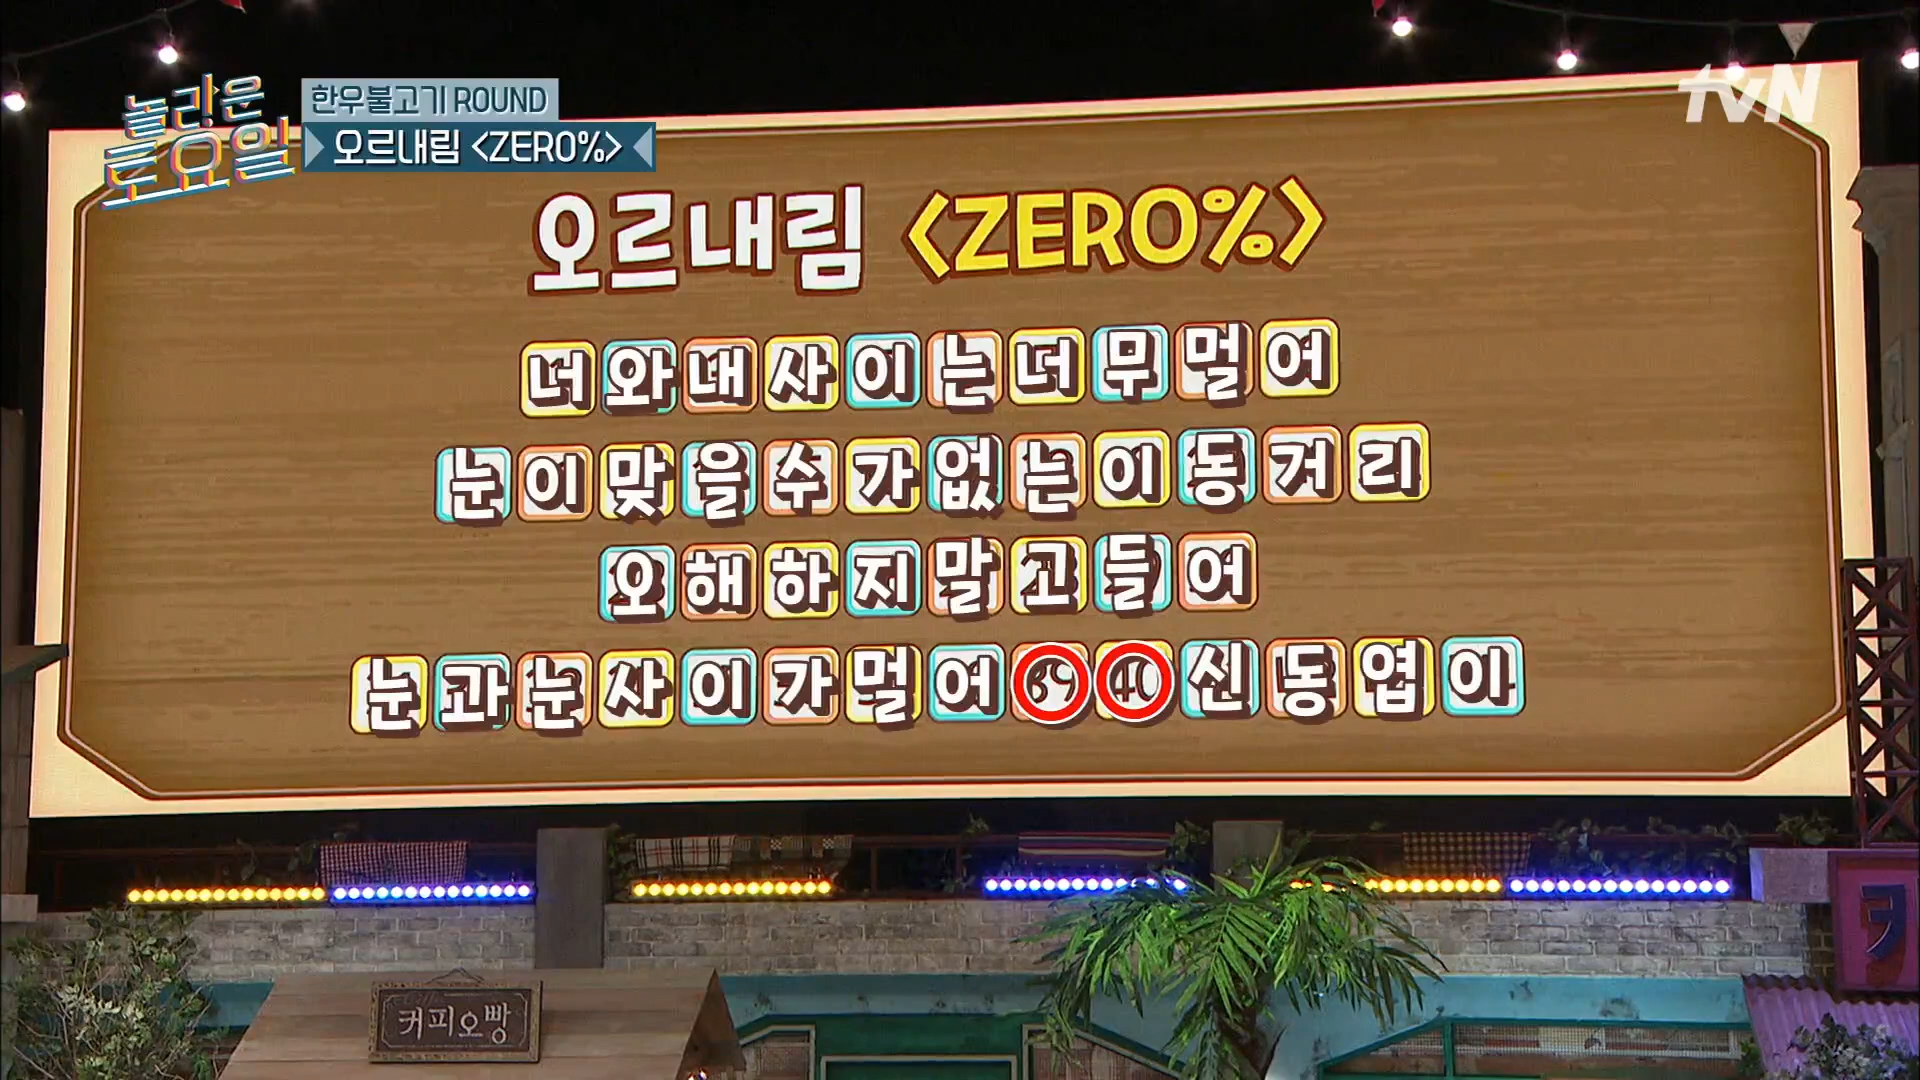 놀라운
토요일
한우불고기 ROUND
오르내림 <ZERO%>
tvN
오르내림 <ZERO%>
너와내사이는너무멀어
눈이맞을수가없는이동거리
오해하지말고들어
눈과눈사이가멀어 39 40 신동엽이
커피오빵
키